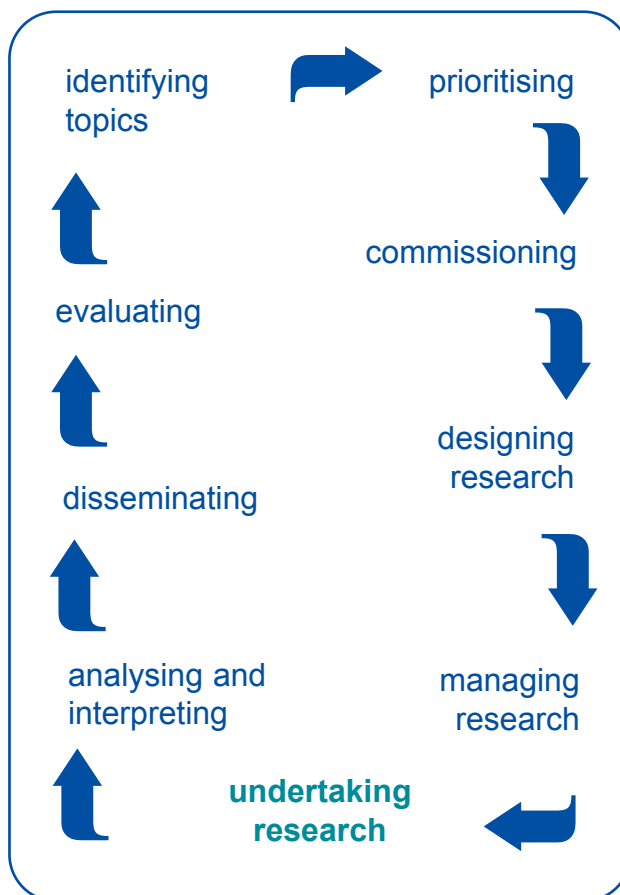 identifying
topics
prioritising
commissioning
designing
research
managing
research
undertaking
research
analysing and
interpreting
disseminating
evaluating